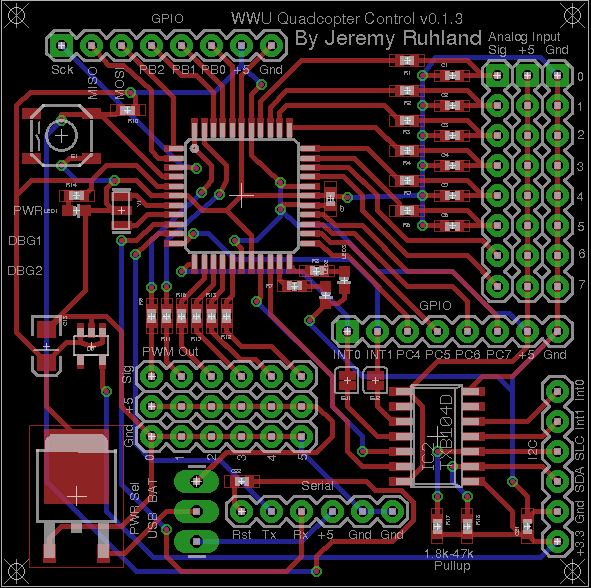 GPIO
WWU Quadcopter Control v0.1.3
By Jeremy Ruhland
Analog Input
Sig +5 Gnd
Sck MISO MOSI PB2 PB1 PB0 +5 Gnd
0
1
2
3
4
5
6
7
PWR
DBG1
DBG2
GPIO
INT0 INT1 PC4 PC5 PC6 PC7 +5 Gnd
PWM Out
Sig
+5
Gnd
0 1 2 3 4 5
IC2
TXB104D
I2C
Int0
Int1
SLC
SDA
Gnd
+3.3
PWR Sel
USB BAT
Serial
Rst Tx Rx +5 Gnd Gnd
1.8k-47k
Pullup